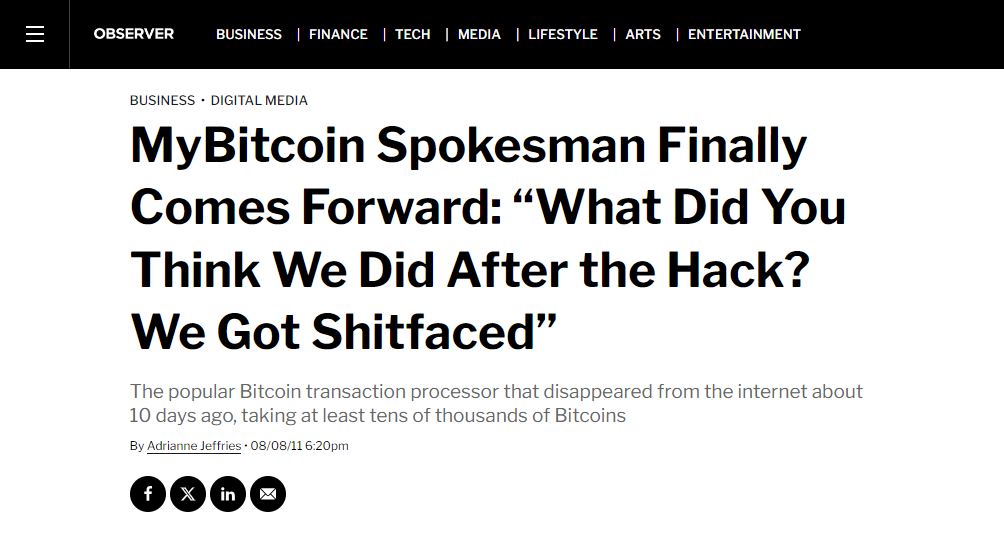 OBSERVER BUSINESS | FINANCE | TECH | MEDIA | LIFESTYLE | ARTS | ENTERTAINMENT
BUSINESS • DIGITAL MEDIA
MyBitcoin Spokesman Finally
Comes Forward: “What Did You
Think We Did After the Hack?
We Got Shitfaced”
The popular Bitcoin transaction processor that disappeared from the internet about
10 days ago, taking at least tens of thousands of Bitcoins
By Adrianne Jeffries • 08/08/11 6:20pm